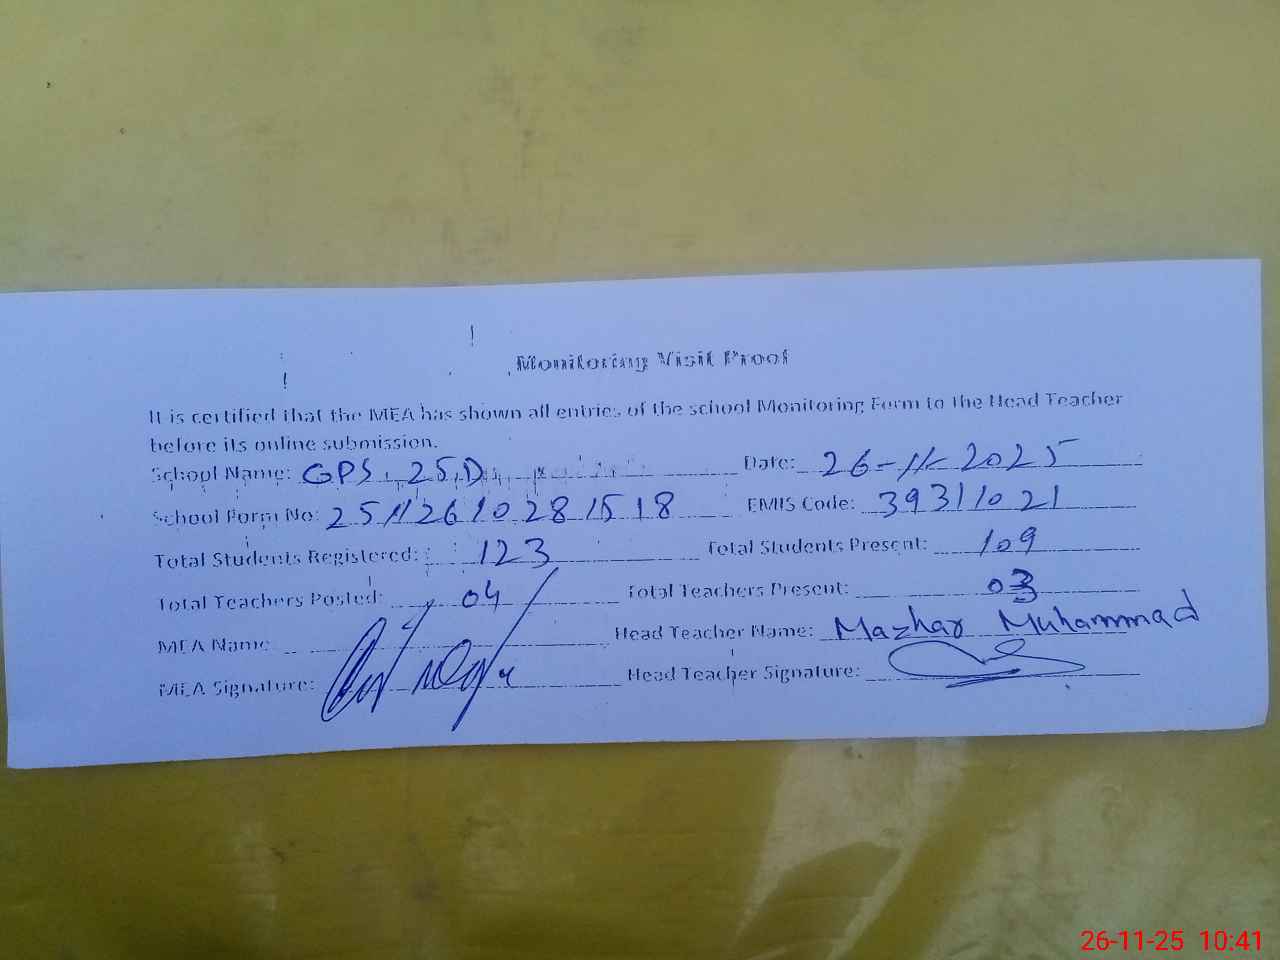 Monitoring Visit Proof
It is certified that the MEA has shown all entries of the school Monitoring Form to the Head Teacher
before its online submission.
School Name: GPS, 25,D Date: 26-11-2025
School Form No: 251126102281518 EMIS Code: 39311021
Total Students Registered: 123 Total Students Present: 109
Total Teachers Posted: 04 Total Teachers Present: 03
MEA Name Head Teacher Name: Mazhar Muhammad
MEA Signature: Head Teacher Signature:
26-11-25 10:41